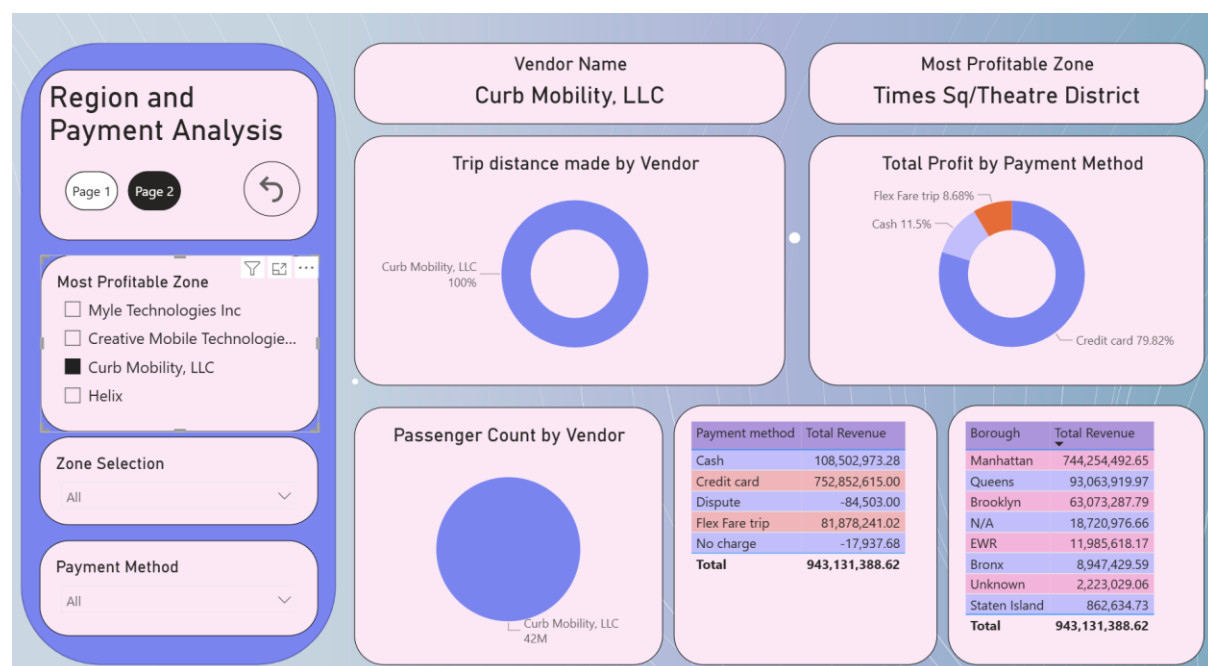 Region and
Payment Analysis
Page 1 Page 2
Most Profitable Zone
Myle Technologies Inc
Creative Mobile Technologie...
Curb Mobility, LLC
Helix
Zone Selection
All
Payment Method
All
Vendor Name
Curb Mobility, LLC
Most Profitable Zone
Times Sq/Theatre District
Trip distance made by Vendor
Curb Mobility, LLC
100%
Total Profit by Payment Method
Flex Fare trip 8.68%
Cash 11.5%
Credit card 79.82%
Passenger Count by Vendor
Curb Mobility, LLC
42M
Payment method Total Revenue
Cash 108,502,973.28
Credit card 752,852,615.00
Dispute -84,503.00
Flex Fare trip 81,878,241.02
No charge -17,937.68
Total 943,131,388.62
Borough Total Revenue
Manhattan 744,254,492.65
Queens 93,063,919.97
Brooklyn 63,073,287.79
N/A 18,720,976.66
EWR 11,985,618.17
Bronx 8,947,429.59
Unknown 2,223,029.06
Staten Island 862,634.73
Total 943,131,388.62